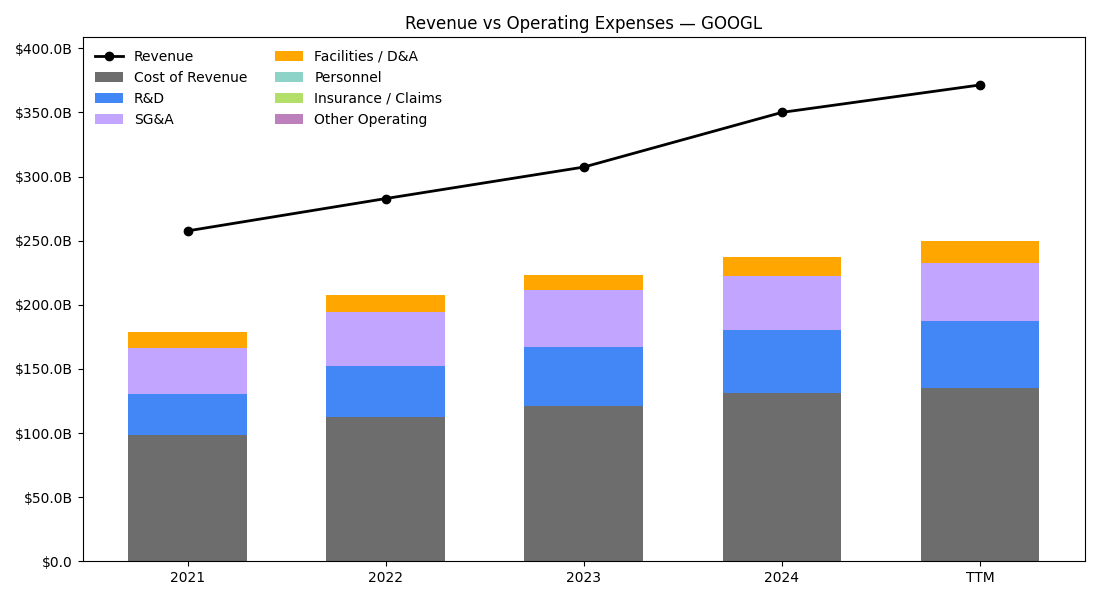 Revenue vs Operating Expenses — GOOGL
$400.0B
$350.0B
$300.0B
$250.0B
$200.0B
$150.0B
$100.0B
$50.0B
$0.0
Revenue
Cost of Revenue
R&D
SG&A
Facilities / D&A
Personnel
Insurance / Claims
Other Operating
2021
2022
2023
2024
TTM